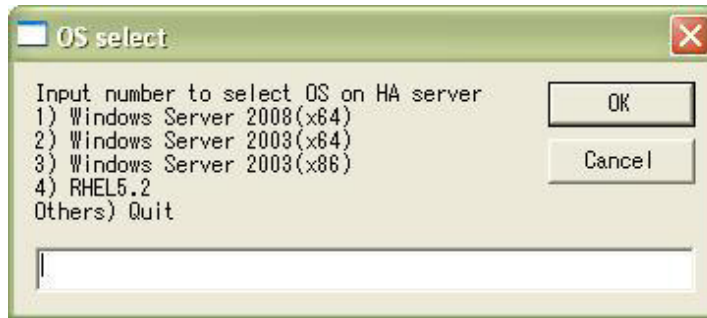 OS select
Input number to select OS on HA server
1) Windows Server 2008(x64)
2) Windows Server 2003(x64)
3) Windows Server 2003(x86)
4) RHEL5.2
Others) Quit
OK
Cancel